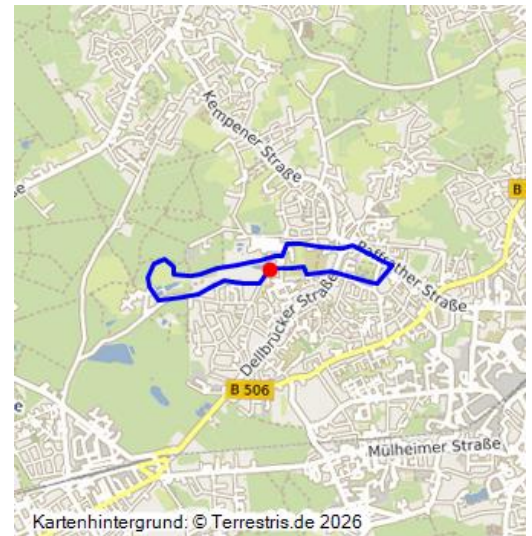 Kempener Straße
B
Paffrather Straße
Dellbrücker Straße
B 506
Mülheimer Straße
Kartenhintergrund: © Terrestris.de 2026